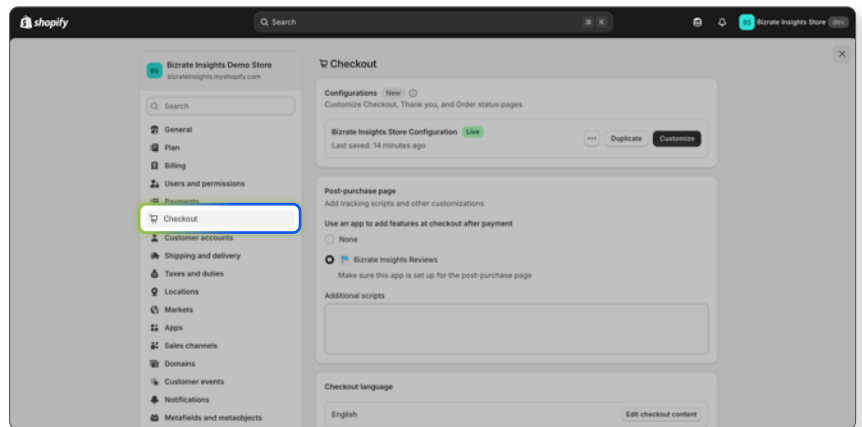 shopify
Search
⌘ K
BS
Bizrate Insights Store
dev
BS
Bizrate Insights Demo Store
bizrateinsights.myshopify.com
Search
General
Plan
Billing
Users and permissions
Payments
Checkout
Customer accounts
Shipping and delivery
Taxes and duties
Locations
Markets
Apps
Sales channels
Domains
Customer events
Notifications
Metafields and metaobjects
Checkout
Configurations New
Customize Checkout, Thank you, and Order status pages
Bizrate Insights Store Configuration Live
Last saved: 14 minutes ago
Duplicate
Customize
Post-purchase page
Add tracking scripts and other customizations
Use an app to add features at checkout after payment
None
Bizrate Insights Reviews
Make sure this app is set up for the post-purchase page
Additional scripts
Checkout language
English
Edit checkout content